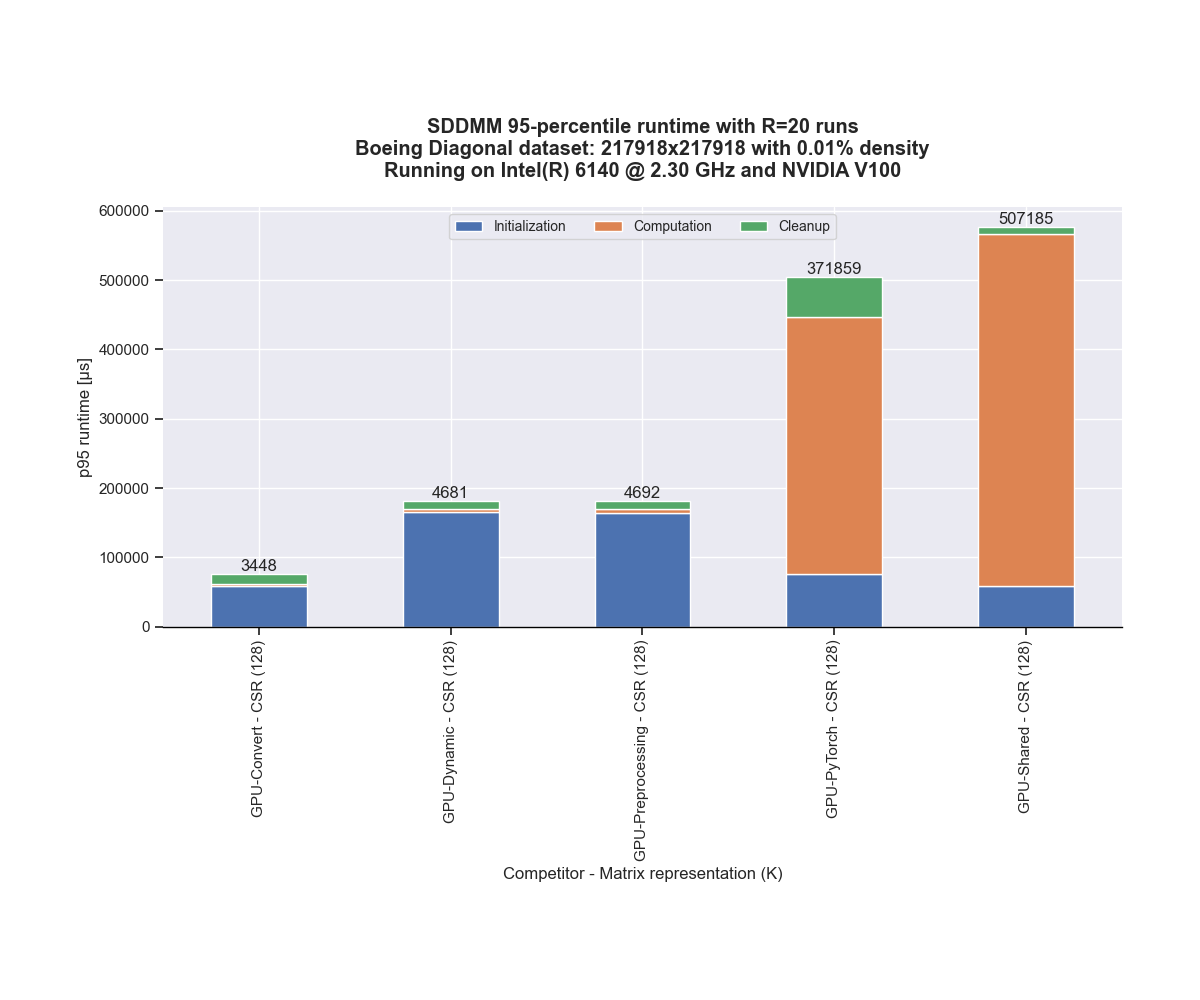 SDDMM 95-percentile runtime with R=20 runs
Boeing Diagonal dataset: 217918x217918 with 0.01% density
Running on Intel(R) 6140 @ 2.30 GHz and NVIDIA V100
Initialization Computation Cleanup
600000
500000
400000
300000
200000
100000
0
p95 runtime [µs]
3448
4681
4692
371859
507185
GPU-Convert - CSR (128)
GPU-Dynamic - CSR (128)
GPU-Preprocessing - CSR (128)
GPU-PyTorch - CSR (128)
GPU-Shared - CSR (128)
Competitor - Matrix representation (K)